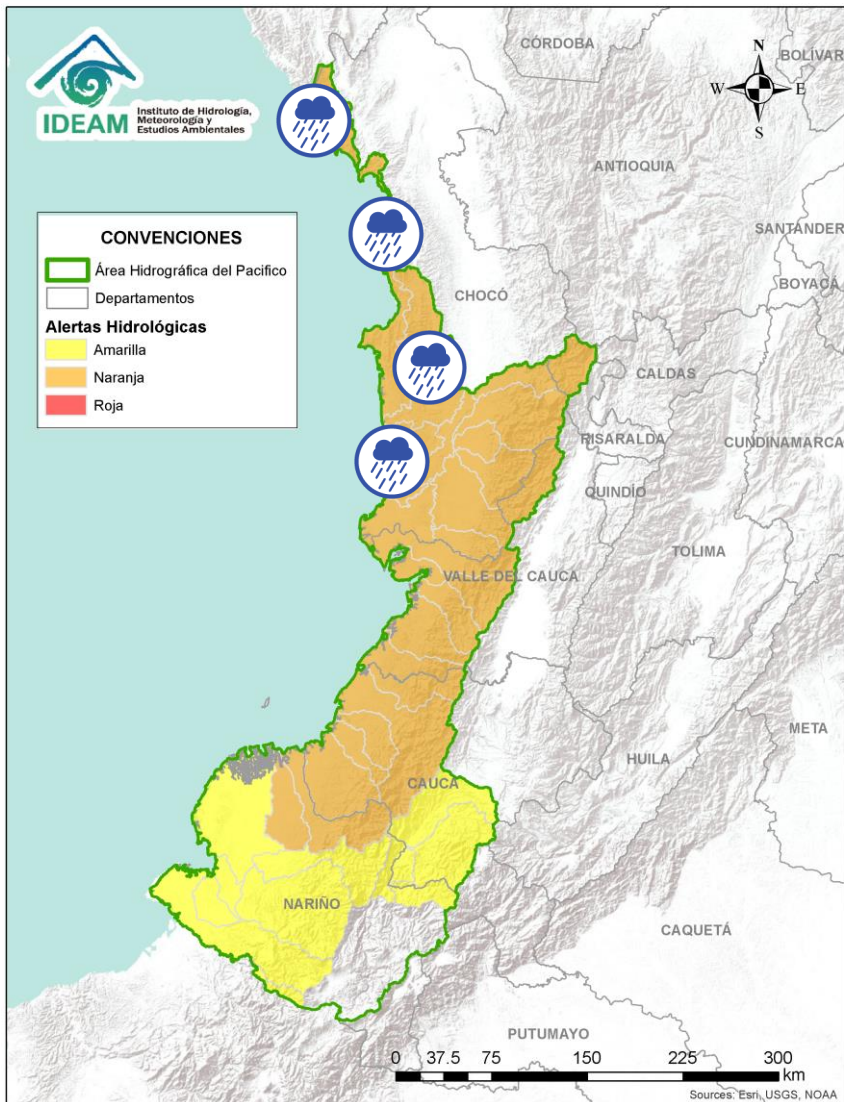 IDEAM
Instituto de Hidrología,
Meteorología y
Estudios Ambientales
CÓRDOBA
BOLÍVAR
N
W
E
S
ANTIOQUIA
SANTANDER
BOYACÁ
CONVENCIONES
Área Hidrográfica del Pacifico
Departamentos
Alertas Hidrológicas
Amarilla
Naranja
Roja
CHOCÓ
CALDAS
RISARALDA
CUNDINAMARCA
QUINDÍO
TOLIMA
VALLE DEL CAUCA
META
HUILA
CAUCA
NARIÑO
CAQUETÁ
PUTUMAYO
0 37.5 75 150 225 300
km
Sources: Esri, USGS, NOAA